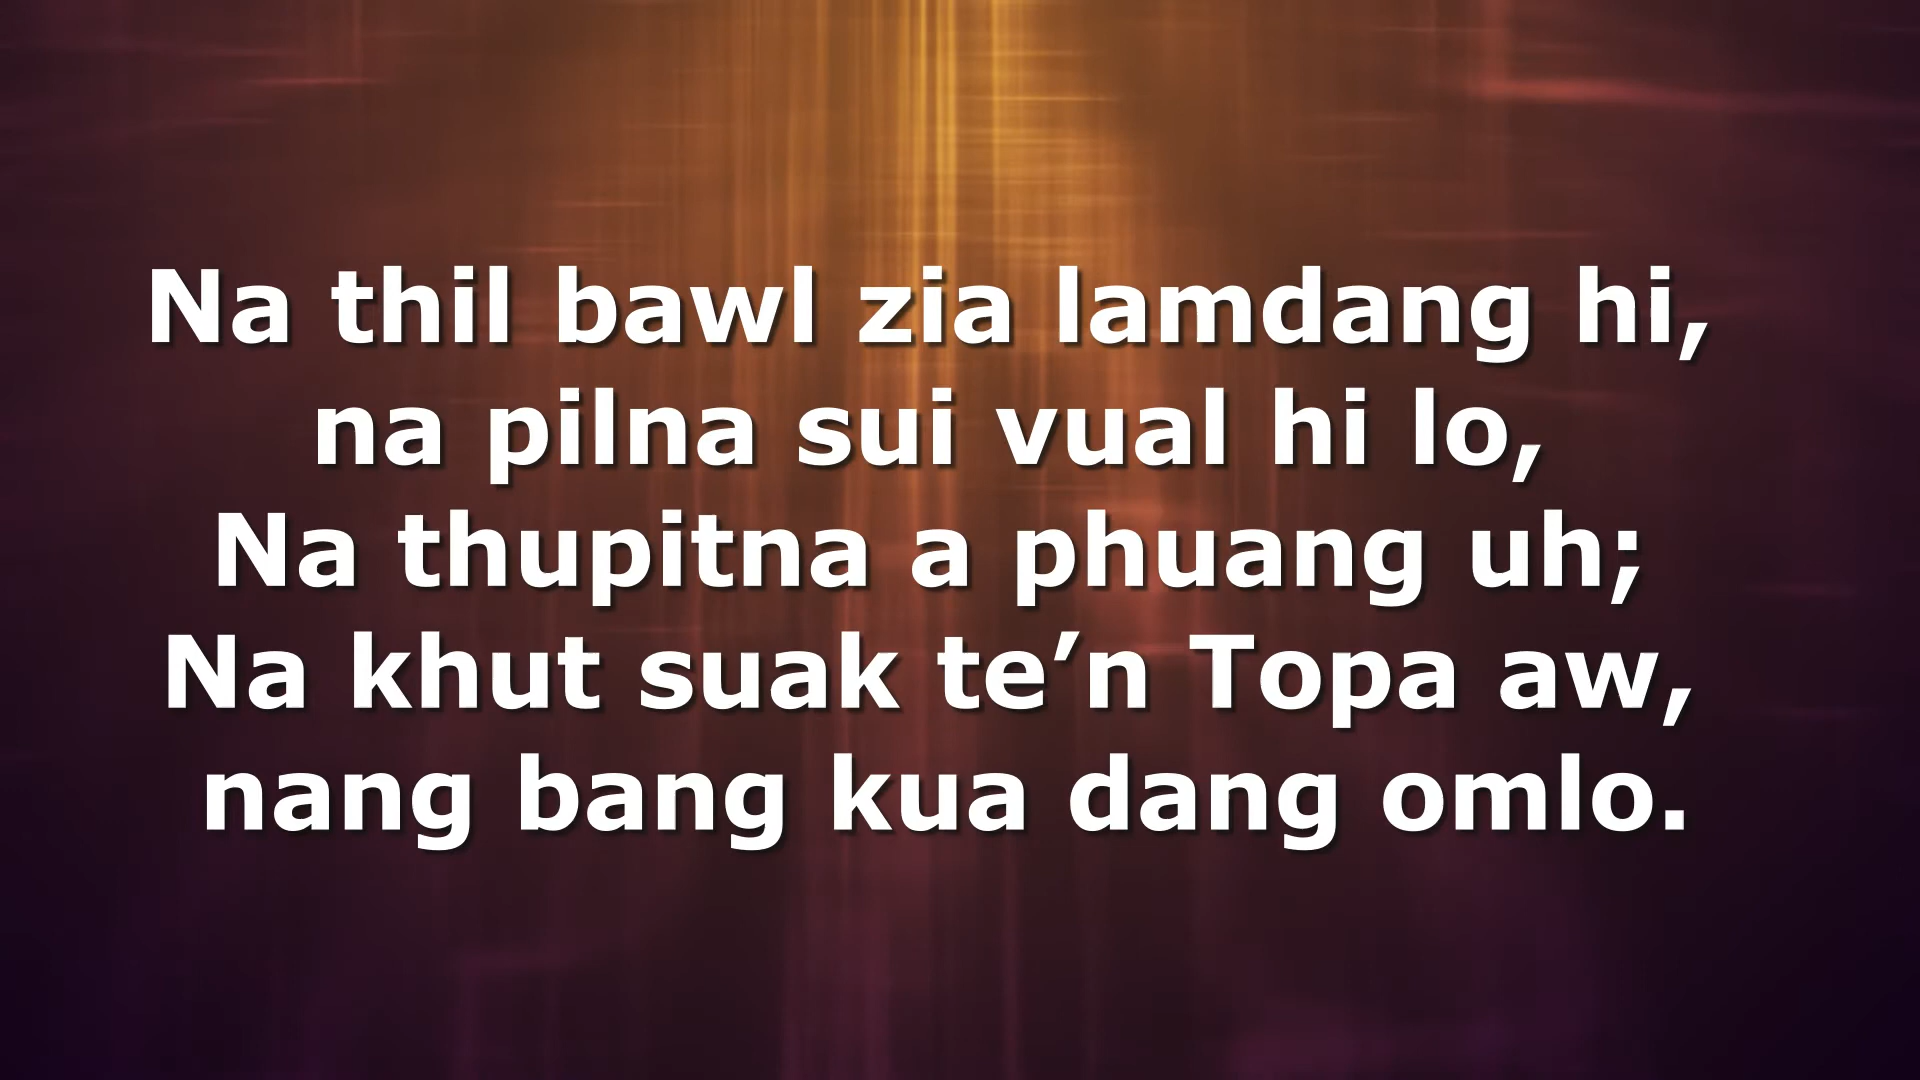 Na thil bawl zia lamdang hi,
na pilna sui vual hi lo,
Na thupitna a phuang uh;
Na khut suak te’n Topa aw,
nang bang kua dang omlo.